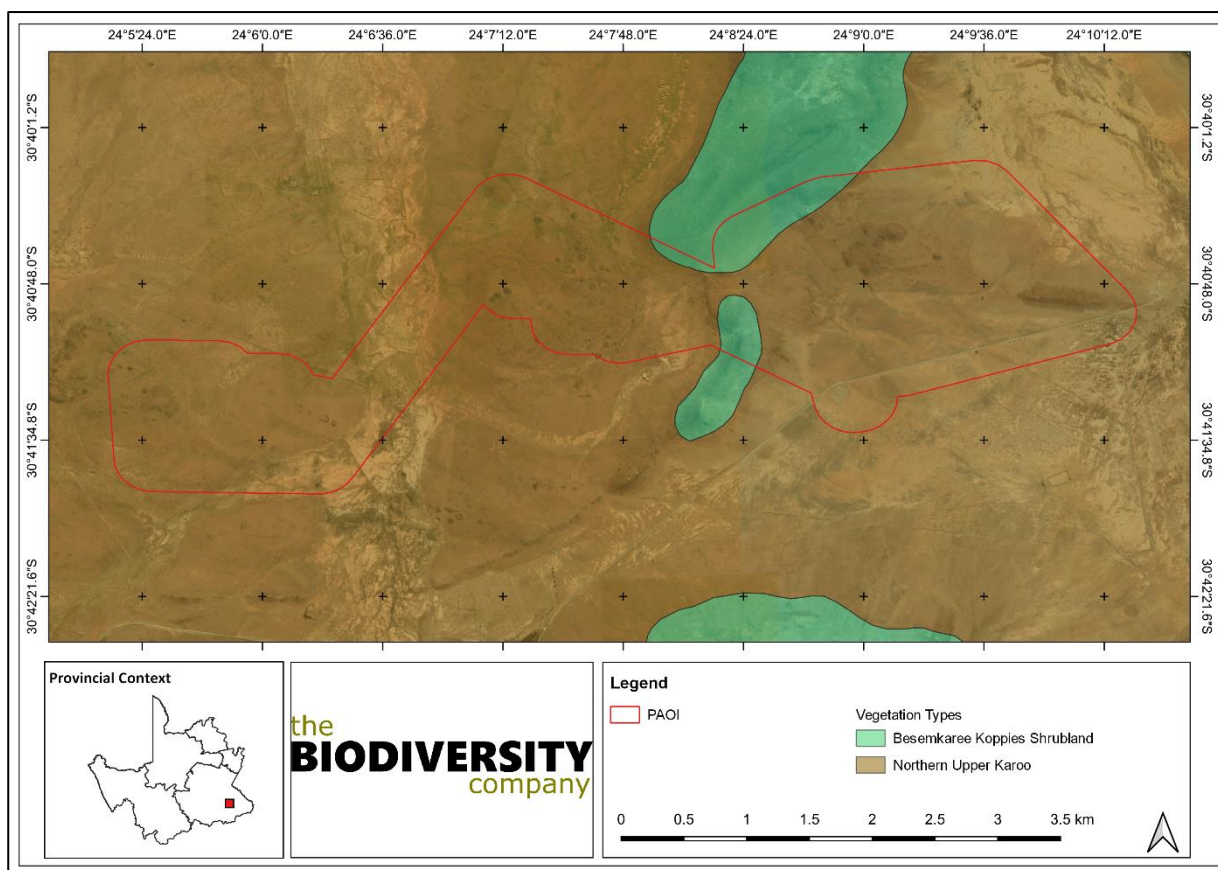 24°5'24.0"E 24°6'0.0"E 24°6'36.0"E 24°7'12.0"E 24°7'48.0"E 24°8'24.0"E 24°9'0.0"E 24°9'36.0"E 24°10'12.0"E
30°40'1.2"S 30°40'1.2"S
30°40'48.0"S 30°40'48.0"S
30°41'34.8"S 30°41'34.8"S
30°42'21.6"S 30°42'21.6"S
Provincial Context
the
BIODIVERSITY
company
Legend
PAOI
Vegetation Types
Besemkaree Koppies Shrubland
Northern Upper Karoo
0 0.5 1 1.5 2 2.5 3 3.5 km